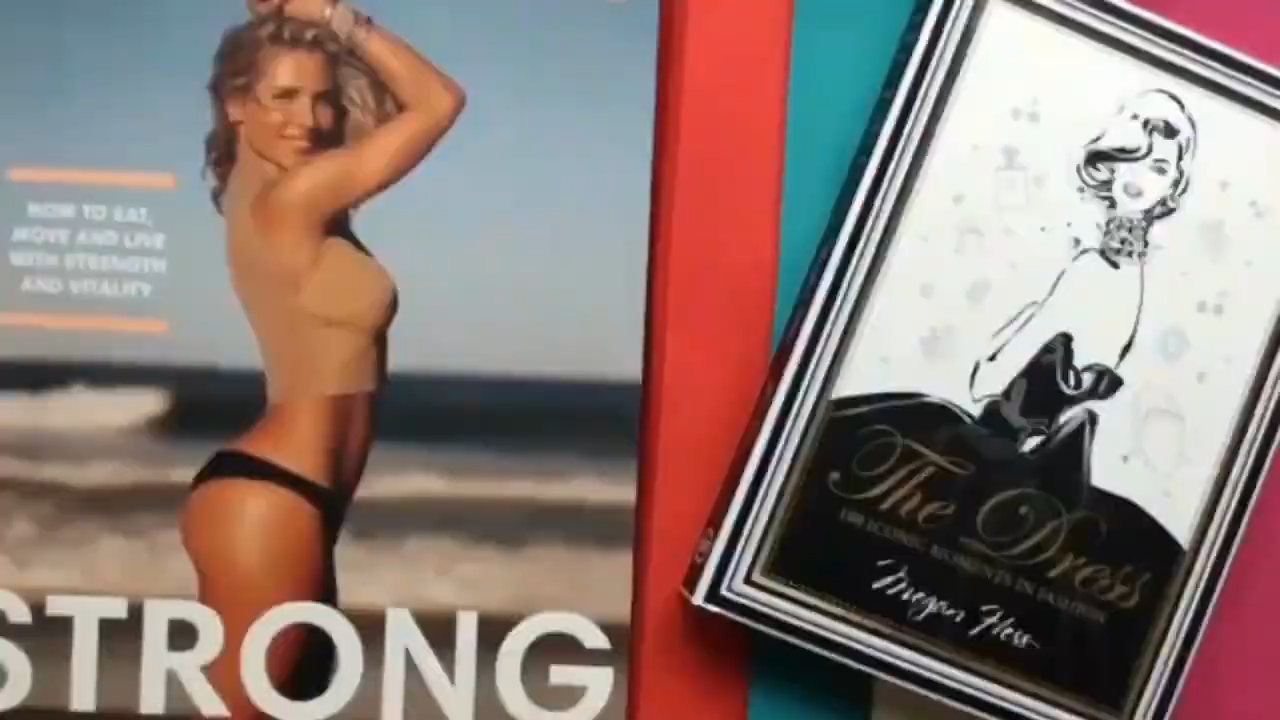 HOW TO EAT,
MOVE AND LIVE
WITH STRENGTH
AND VITALITY
STRONG
The Dress
100 ICONIC MOMENTS IN FASHION
Megan Hess